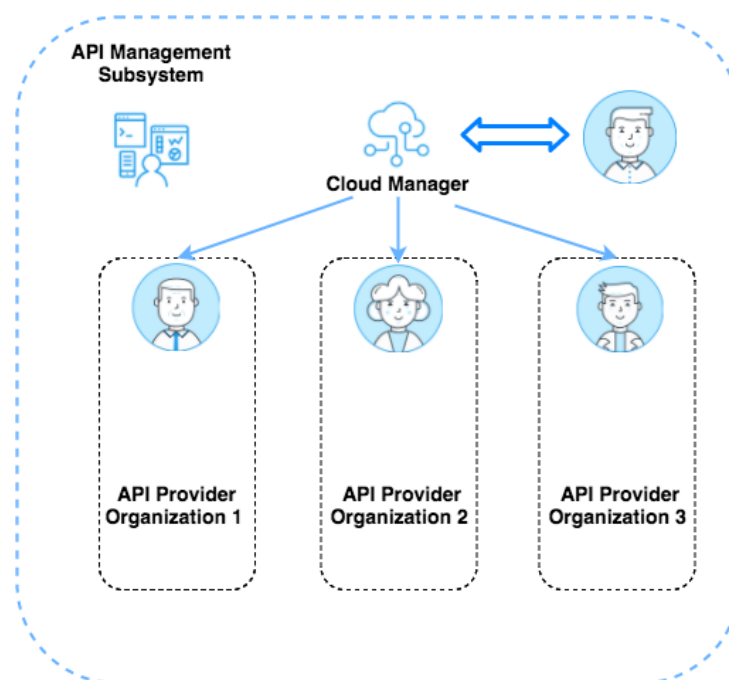 API Management
Subsystem
Cloud Manager
API Provider
Organization 1
API Provider
Organization 2
API Provider
Organization 3